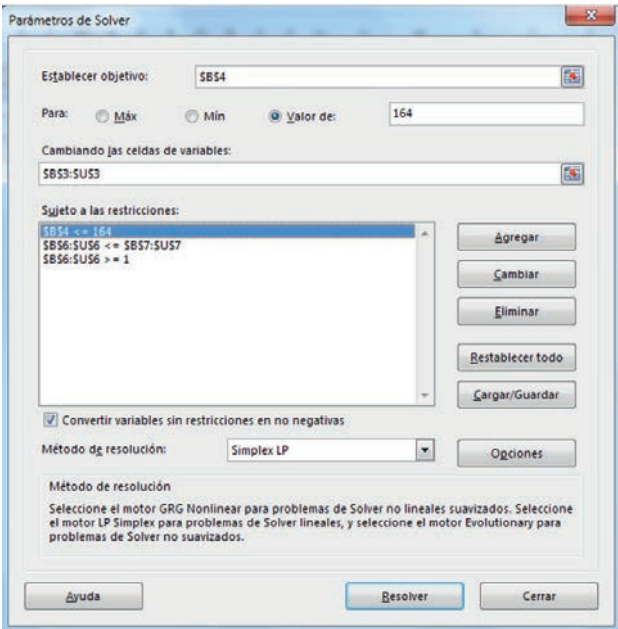 Parámetros de Solver
Establecer objetivo: $B$4
Para: Máx Mín Valor de: 164
Cambiando las celdas de variables:
$B$3:$U$3
Sujeto a las restricciones:
$B$4 <= 164
$B$6:$U$6 <= $B$7:$U$7
$B$6:$U$6 >= 1
Agregar
Cambiar
Eliminar
Restablecer todo
Cargar/Guardar
Convertir variables sin restricciones en no negativas
Método de resolución: Simplex LP Opciones
Método de resolución
Seleccione el motor GRG Nonlinear para problemas de Solver no lineales suavizados. Seleccione
el motor LP Simplex para problemas de Solver lineales, y seleccione el motor Evolutionary para
problemas de Solver no suavizados.
Ayuda Resolver Cerrar